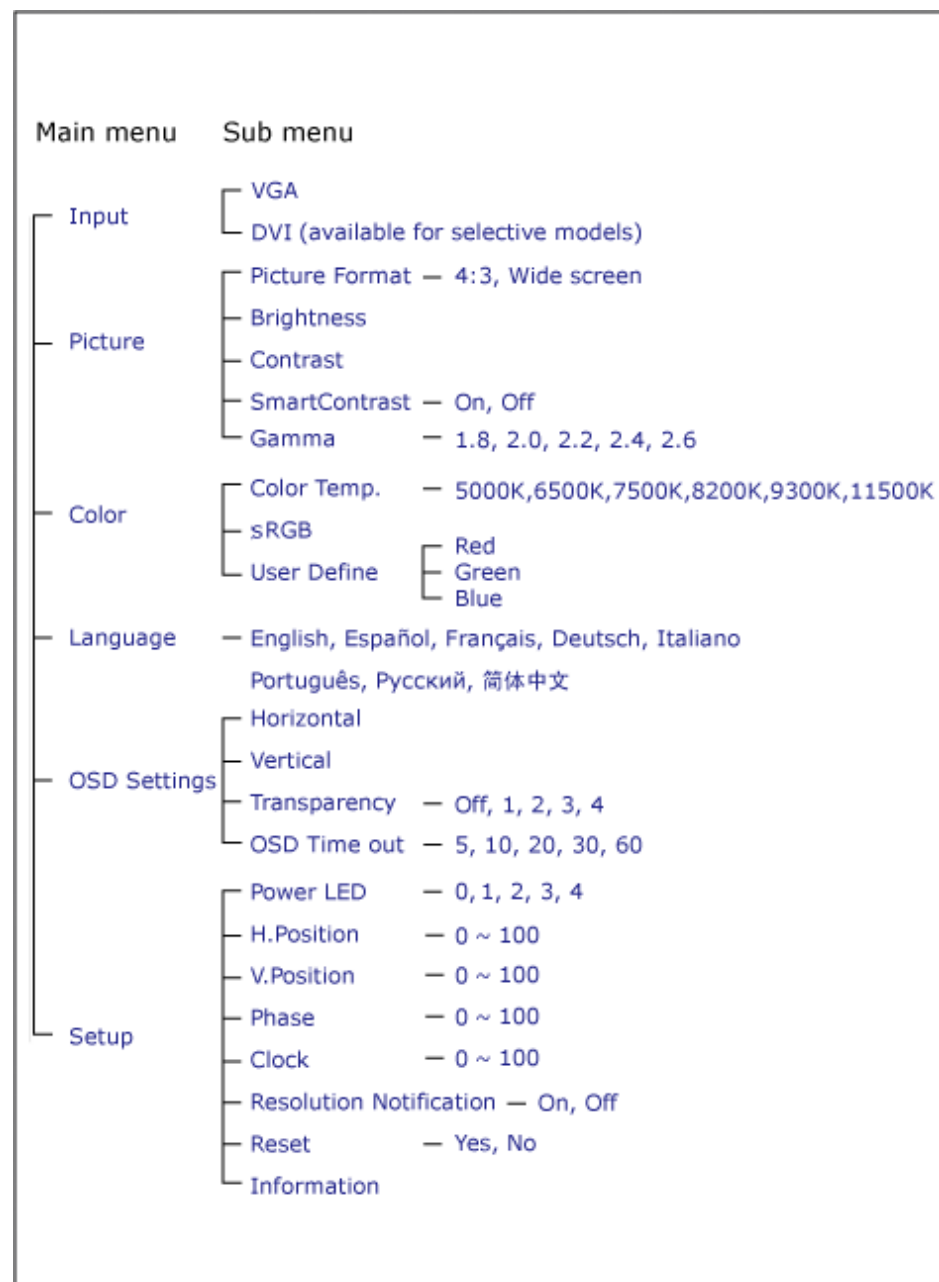 Main menu Sub menu
VGA
Input
DVI (available for selective models)
Picture Format — 4:3, Wide screen
Brightness
Picture
Contrast
SmartContrast — On, Off
Gamma — 1.8, 2.0, 2.2, 2.4, 2.6
Color Temp. — 5000K,6500K,7500K,8200K,9300K,11500K
Color
sRGB
Red
User Define
Green
Blue
Language — English, Español, Français, Deutsch, Italiano
Português, Русский, 简体中文
Horizontal
Vertical
OSD Settings
Transparency — Off, 1, 2, 3, 4
OSD Time out — 5, 10, 20, 30, 60
Power LED — 0, 1, 2, 3, 4
H.Position — 0 ~ 100
V.Position — 0 ~ 100
Phase — 0 ~ 100
Setup
Clock — 0 ~ 100
Resolution Notification — On, Off
Reset — Yes, No
Information